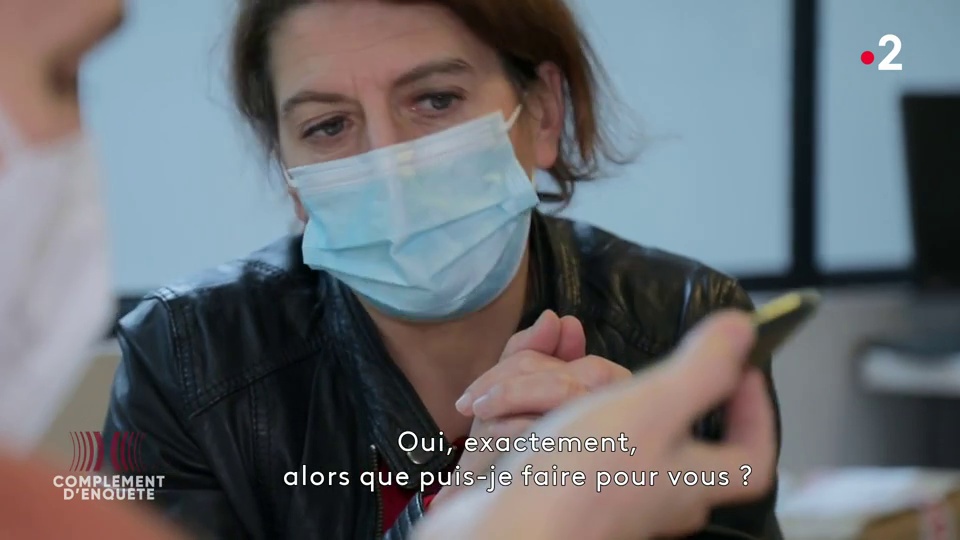 2
Oui, exactement,
alors que puis-je faire pour vous ?
COMPLÉMENT
D'ENQUÊTE